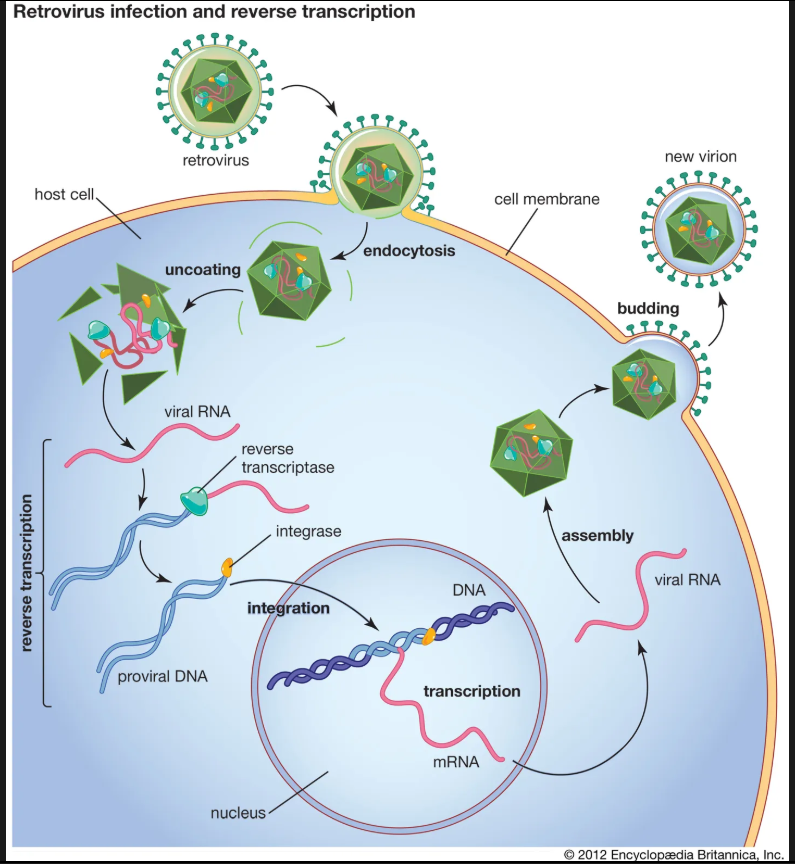 Retrovirus infection and reverse transcription
retrovirus
new virion
host cell
cell membrane
endocytosis
uncoating
budding
viral RNA
reverse
transcriptase
integrase
reverse transcription
integration
proviral DNA
DNA
transcription
mRNA
nucleus
assembly
viral RNA
© 2012 Encyclopædia Britannica, Inc.